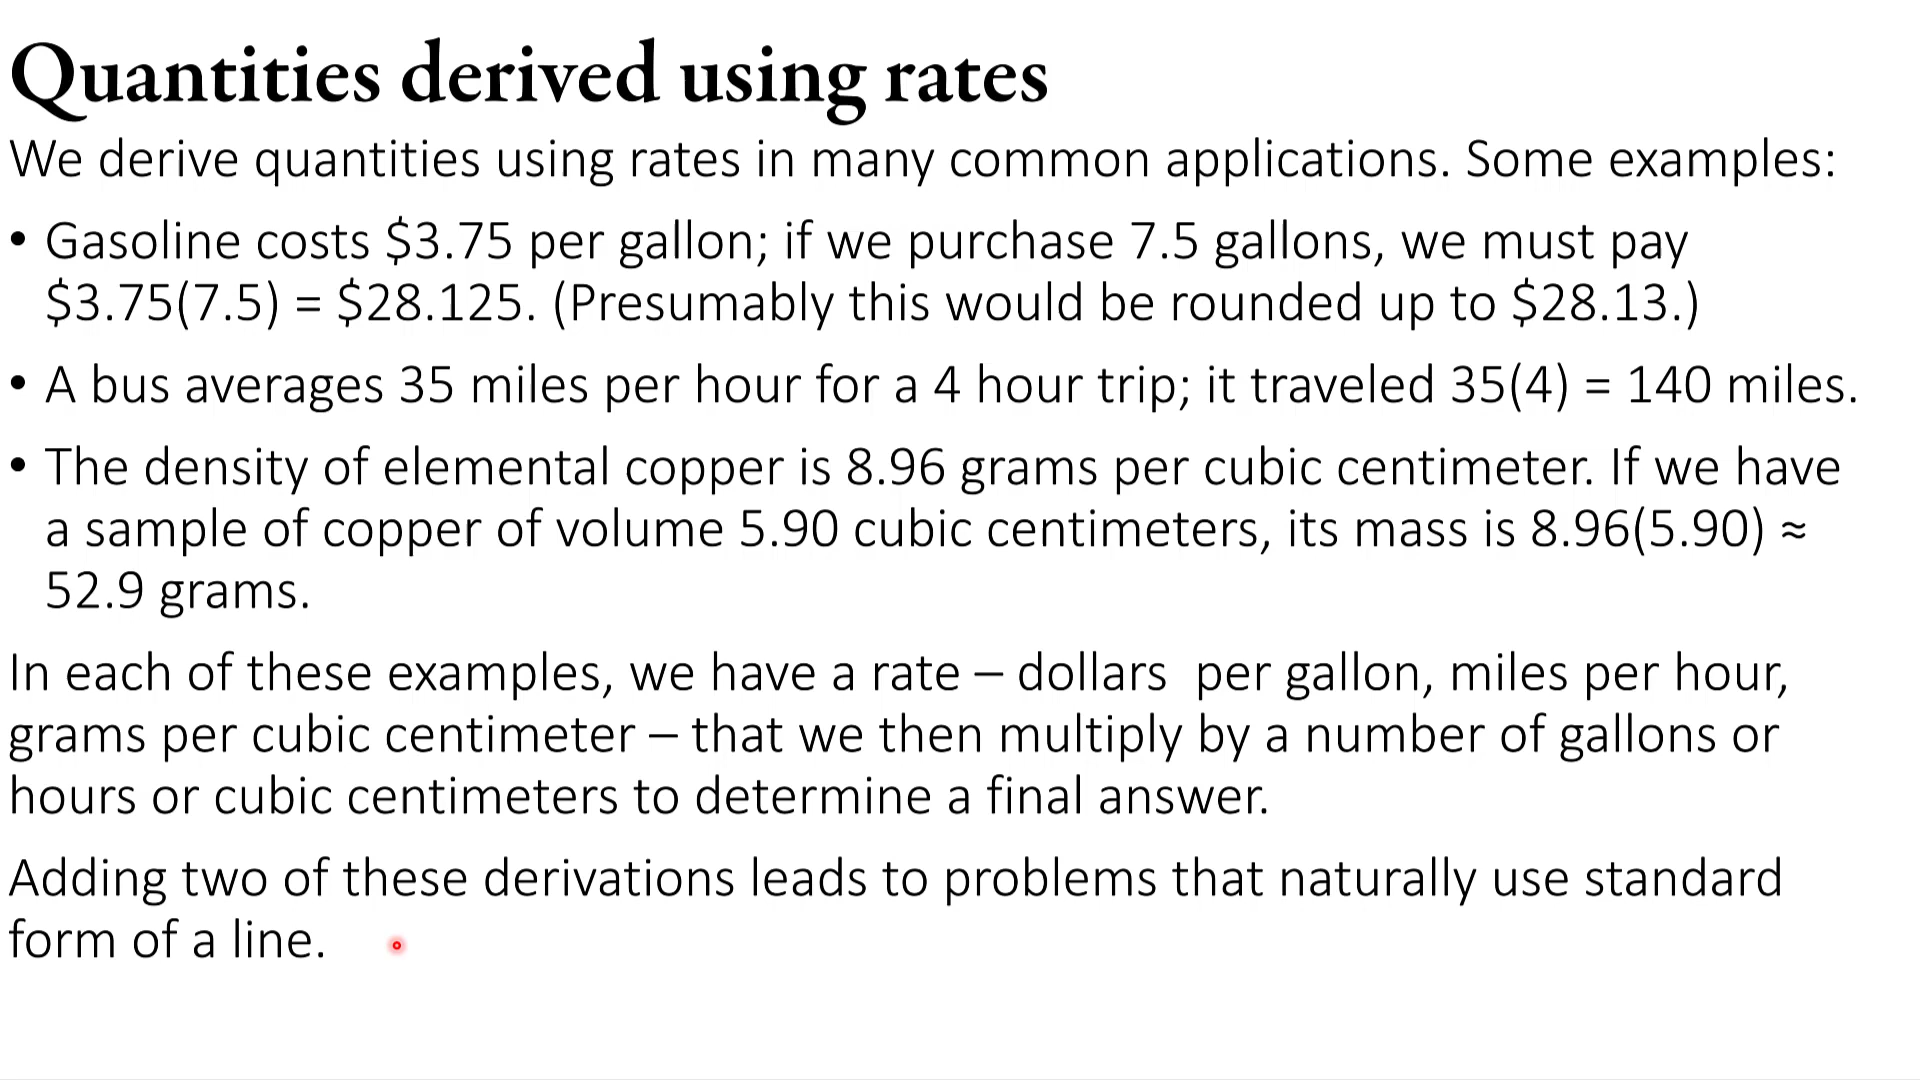 Quantities derived using rates
We derive quantities using rates in many common applications. Some examples:
• Gasoline costs $3.75 per gallon; if we purchase 7.5 gallons, we must pay
$3.75(7.5) = $28.125. (Presumably this would be rounded up to $28.13.)
• A bus averages 35 miles per hour for a 4 hour trip; it traveled 35(4) = 140 miles.
• The density of elemental copper is 8.96 grams per cubic centimeter. If we have
a sample of copper of volume 5.90 cubic centimeters, its mass is 8.96(5.90) ≈
52.9 grams.
In each of these examples, we have a rate – dollars  per gallon, miles per hour,
grams per cubic centimeter – that we then multiply by a number of gallons or
hours or cubic centimeters to determine a final answer.
Adding two of these derivations leads to problems that naturally use standard
form of a line.